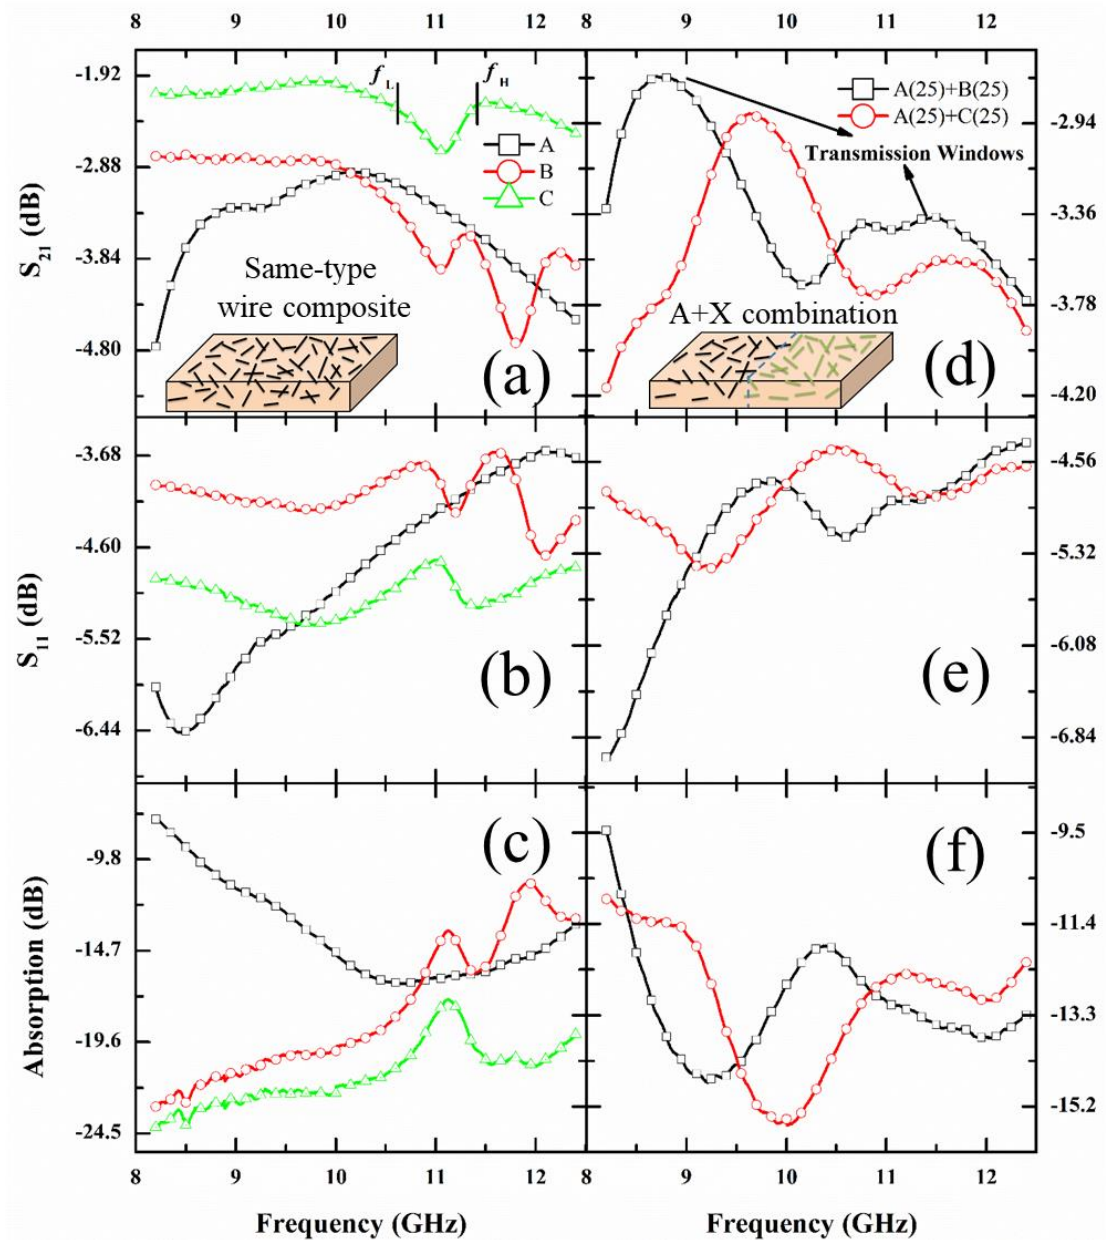 8 9 10 11 12 8 9 10 11 12
S21 (dB)
-1.92
-2.88
-3.84
-4.80
fL
fH
A
B
C
Same-type
wire composite
(a)
A(25)+B(25)
A(25)+C(25)
Transmission Windows
A+X combination
(d)
-2.94
-3.36
-3.78
-4.20
S11 (dB)
-3.68
-4.60
-5.52
-6.44
(b)
(e)
-4.56
-5.32
-6.08
-6.84
Absorption (dB)
-9.8
-14.7
-19.6
-24.5
(c)
(f)
-9.5
-11.4
-13.3
-15.2
8 9 10 11 12 8 9 10 11 12
Frequency (GHz) Frequency (GHz)